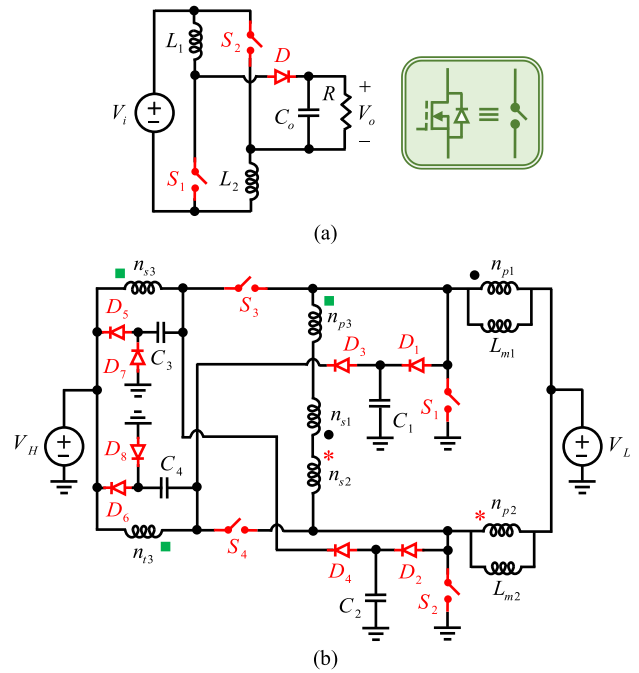 L1
S2
D
Vi
R
+
Vo
−
Co
S1
L2
(a)
ns3
np1
S3
D5
np3
Lm1
C3
D3
D1
D7
C1
S1
ns1
VH
D8
*
ns2
VL
C4
D6
* np2
nt3
S4
D4
D2
Lm2
C2
S2
(b)